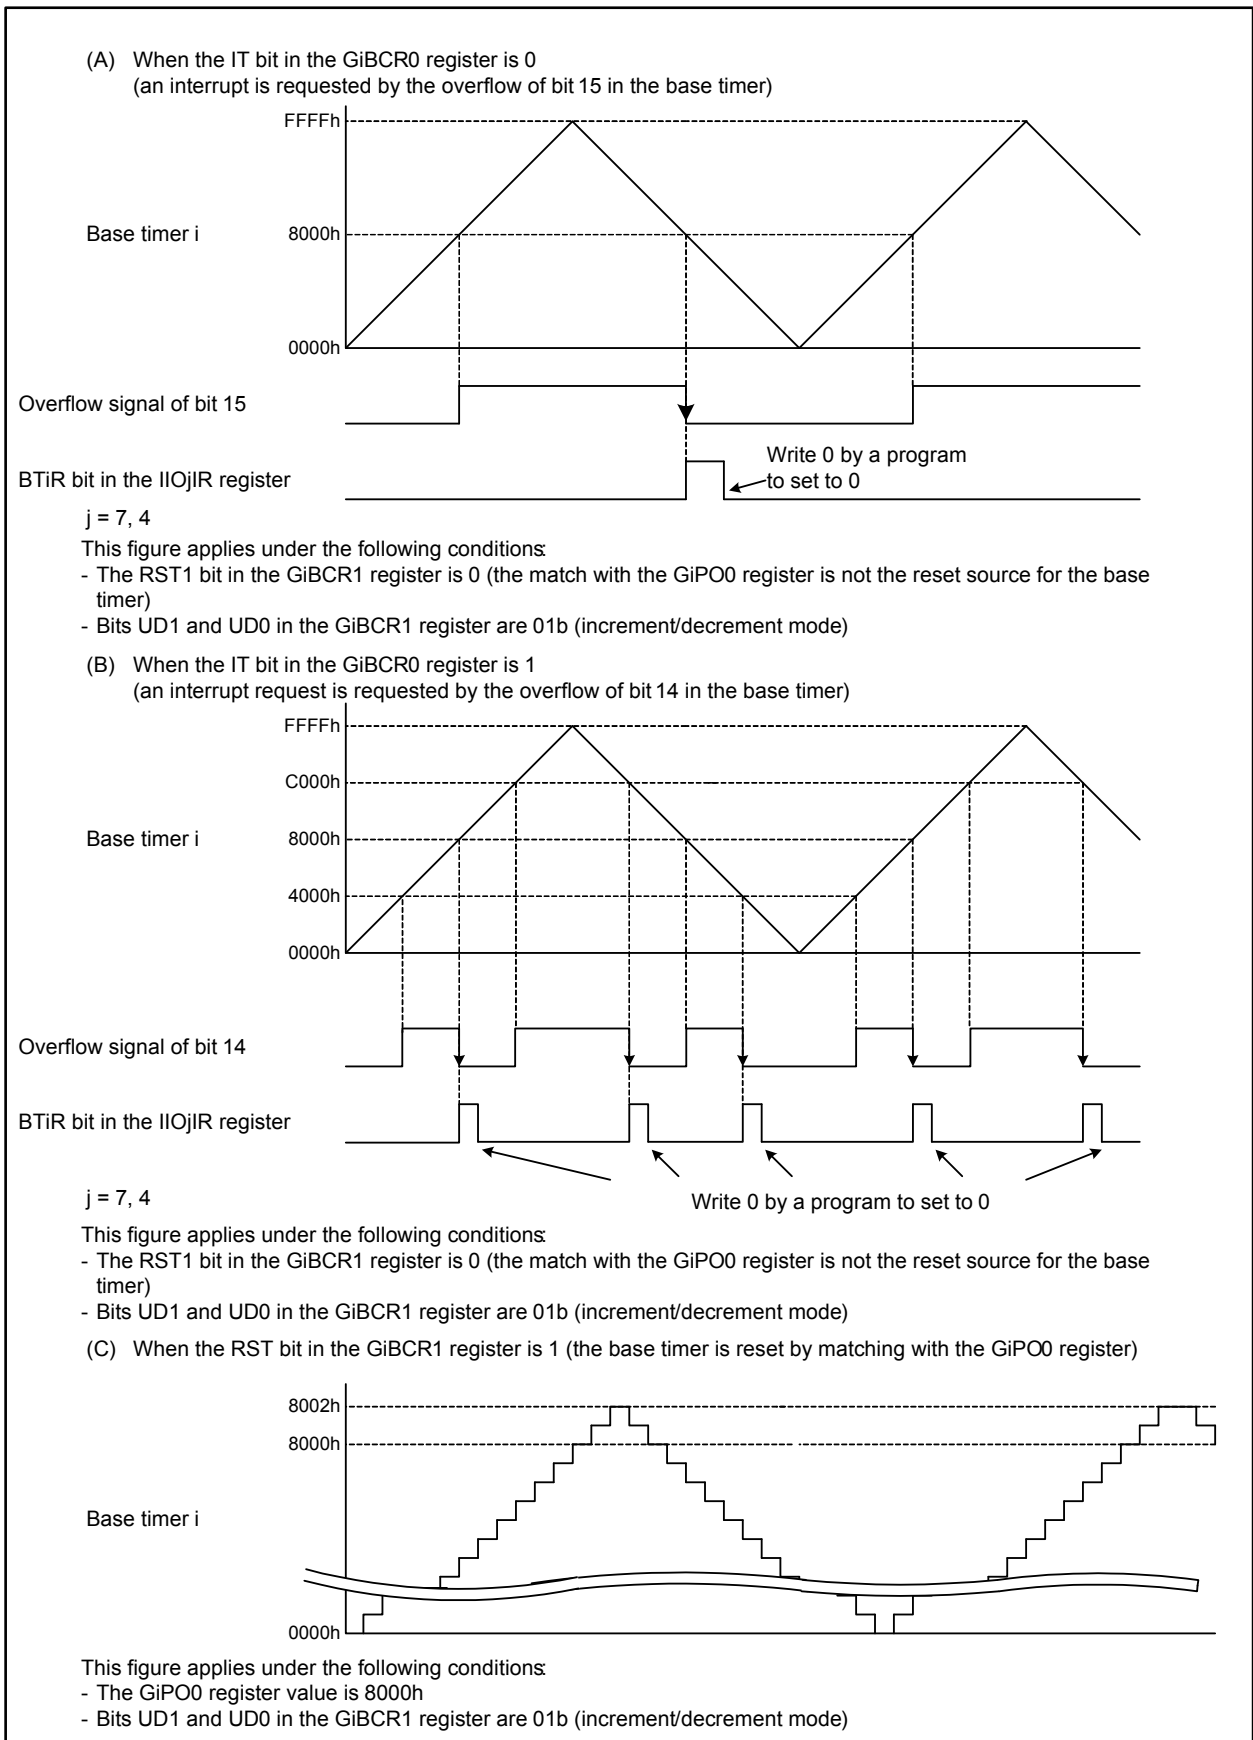 (A) When the IT bit in the GiBCR0 register is 0
(an interrupt is requested by the overflow of bit 15 in the base timer)
FFFFh
Base timer i
8000h
0000h
Overflow signal of bit 15
Write 0 by a program
to set to 0
BTiR bit in the IIOjIR register
j = 7, 4
This figure applies under the following conditions:
- The RST1 bit in the GiBCR1 register is 0 (the match with the GiPO0 register is not the reset source for the base
timer)
- Bits UD1 and UD0 in the GiBCR1 register are 01b (increment/decrement mode)
(B) When the IT bit in the GiBCR0 register is 1
(an interrupt request is requested by the overflow of bit 14 in the base timer)
FFFFh
C000h
Base timer i
8000h
4000h
0000h
Overflow signal of bit 14
BTiR bit in the IIOjIR register
j = 7, 4
Write 0 by a program to set to 0
This figure applies under the following conditions:
- The RST1 bit in the GiBCR1 register is 0 (the match with the GiPO0 register is not the reset source for the base
timer)
- Bits UD1 and UD0 in the GiBCR1 register are 01b (increment/decrement mode)
(C) When the RST bit in the GiBCR1 register is 1 (the base timer is reset by matching with the GiPO0 register)
8002h
8000h
Base timer i
0000h
This figure applies under the following conditions:
- The GiPO0 register value is 8000h
- Bits UD1 and UD0 in the GiBCR1 register are 01b (increment/decrement mode)